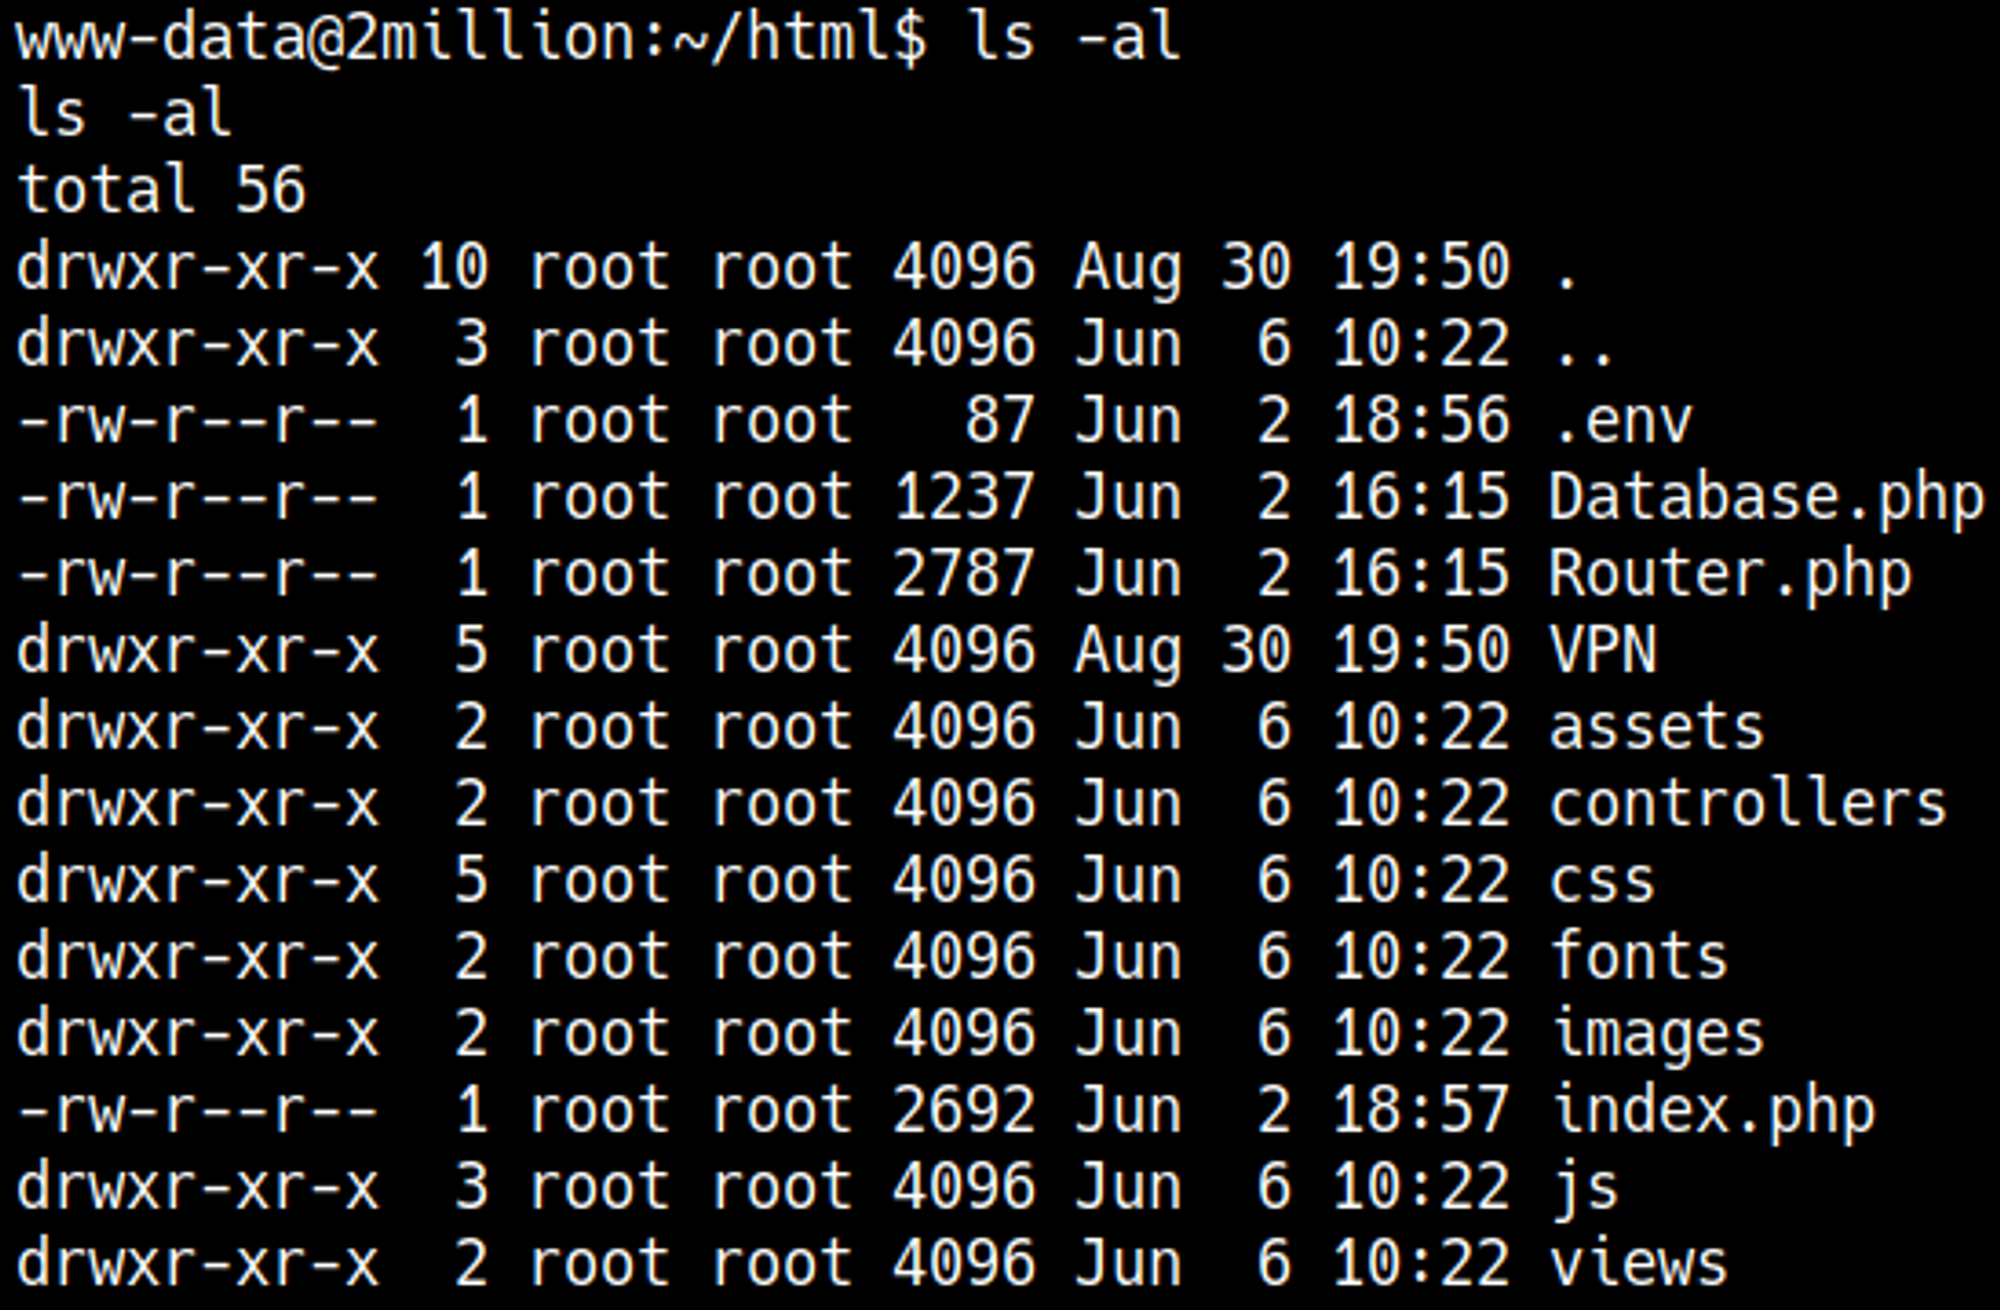 www-data@2million:~/html$ ls -al
ls -al
total 56
drwxr-xr-x 10 root root 4096 Aug 30 19:50 .
drwxr-xr-x  3 root root 4096 Jun  6 10:22 ..
-rw-r--r--  1 root root   87 Jun  2 18:56 .env
-rw-r--r--  1 root root 1237 Jun  2 16:15 Database.php
-rw-r--r--  1 root root 2787 Jun  2 16:15 Router.php
drwxr-xr-x  5 root root 4096 Aug 30 19:50 VPN
drwxr-xr-x  2 root root 4096 Jun  6 10:22 assets
drwxr-xr-x  2 root root 4096 Jun  6 10:22 controllers
drwxr-xr-x  5 root root 4096 Jun  6 10:22 css
drwxr-xr-x  2 root root 4096 Jun  6 10:22 fonts
drwxr-xr-x  2 root root 4096 Jun  6 10:22 images
-rw-r--r--  1 root root 2692 Jun  2 18:57 index.php
drwxr-xr-x  3 root root 4096 Jun  6 10:22 js
drwxr-xr-x  2 root root 4096 Jun  6 10:22 views